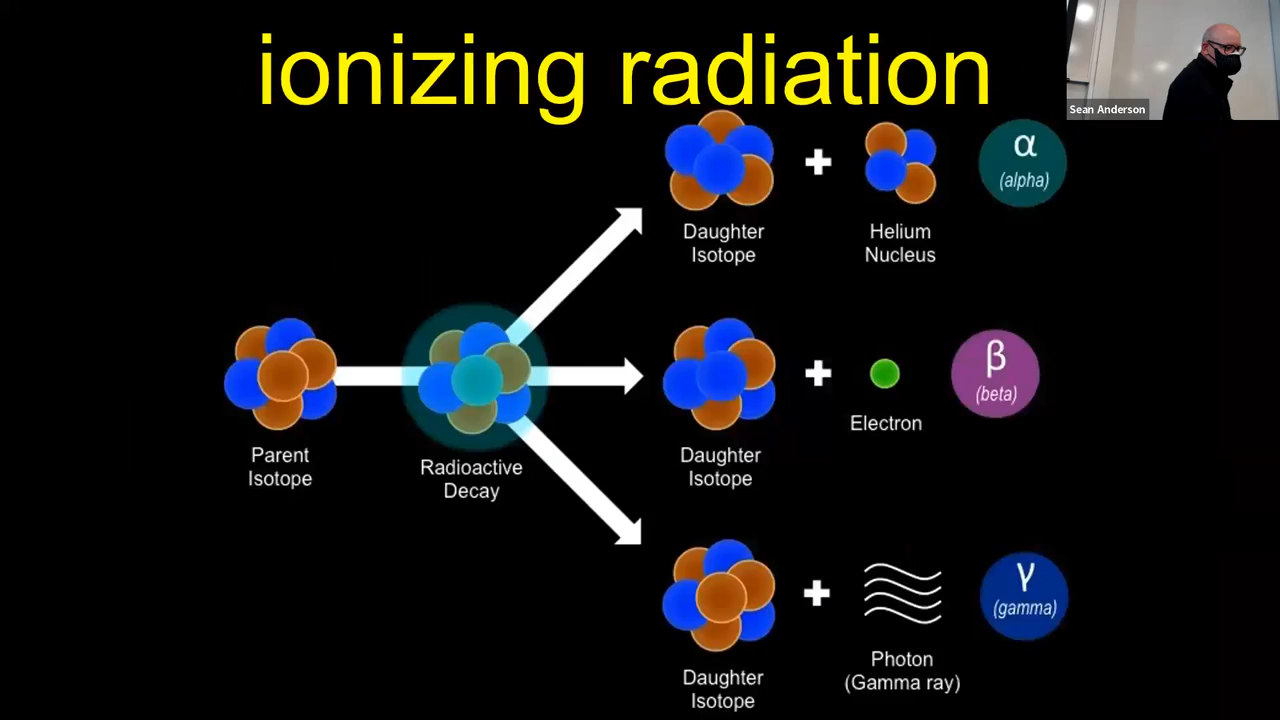 ionizing radiation
Sean Anderson
Daughter
Isotope
Helium
Nucleus
α
(alpha)
Parent
Isotope
Radioactive
Decay
Daughter
Isotope
Electron
β
(beta)
Daughter
Isotope
Photon
(Gamma ray)
γ
(gamma)